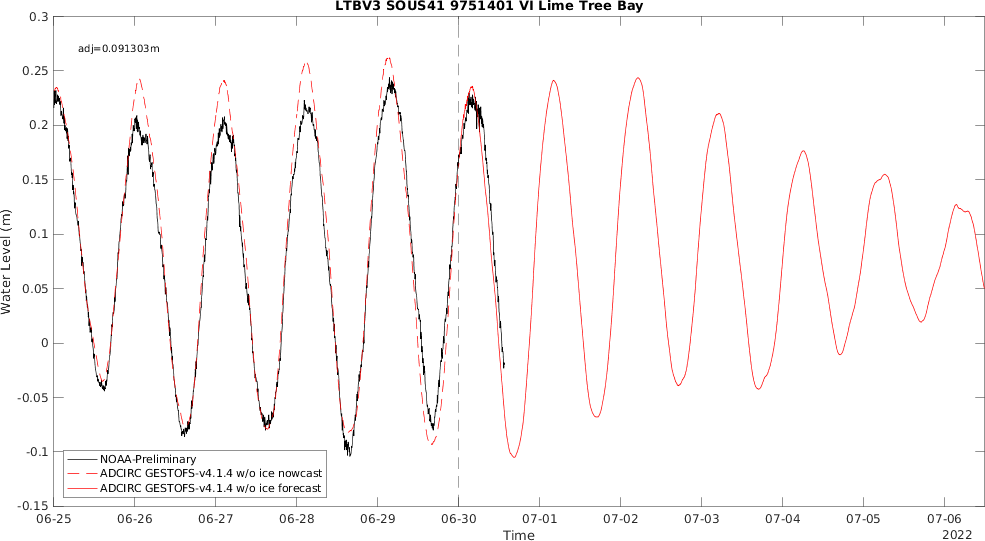 LTBV3 SOUS41 9751401 VI Lime Tree Bay
adj=0.091303m
Water Level (m)
0.3
0.25
0.2
0.15
0.1
0.05
0
-0.05
-0.1
-0.15
NOAA-Preliminary
ADCIRC GESTOFS-v4.1.4 w/o ice nowcast
ADCIRC GESTOFS-v4.1.4 w/o ice forecast
06-25 06-26 06-27 06-28 06-29 06-30 07-01 07-02 07-03 07-04 07-05 07-06
Time
2022